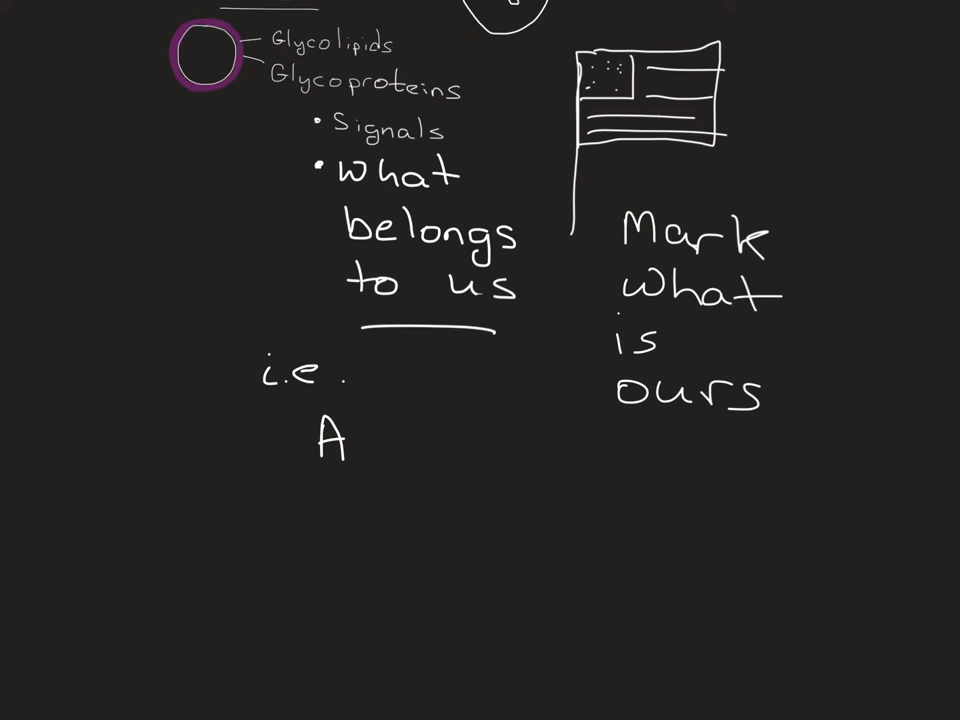 Glycolipids
Glycoproteins
• Signals
• What
belongs
to us
i.e.
A
Mark
what
is
ours